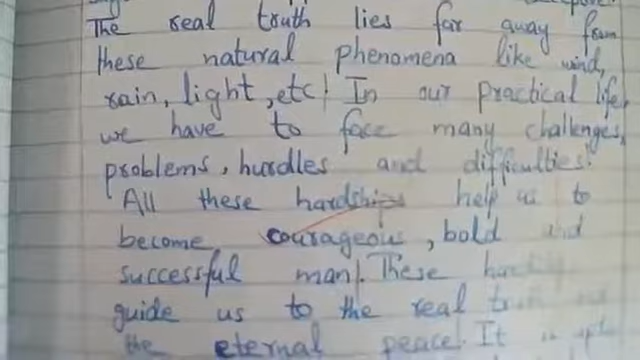 The real truth lies far away from
these natural phenomena like wind,
rain, light, etc! In our practical life,
we have to face many challenges,
problems, hurdles and difficulties!
All these hardships help us to
become courageous, bold and
successful man! These
guide us to the real
the eternal peace! It